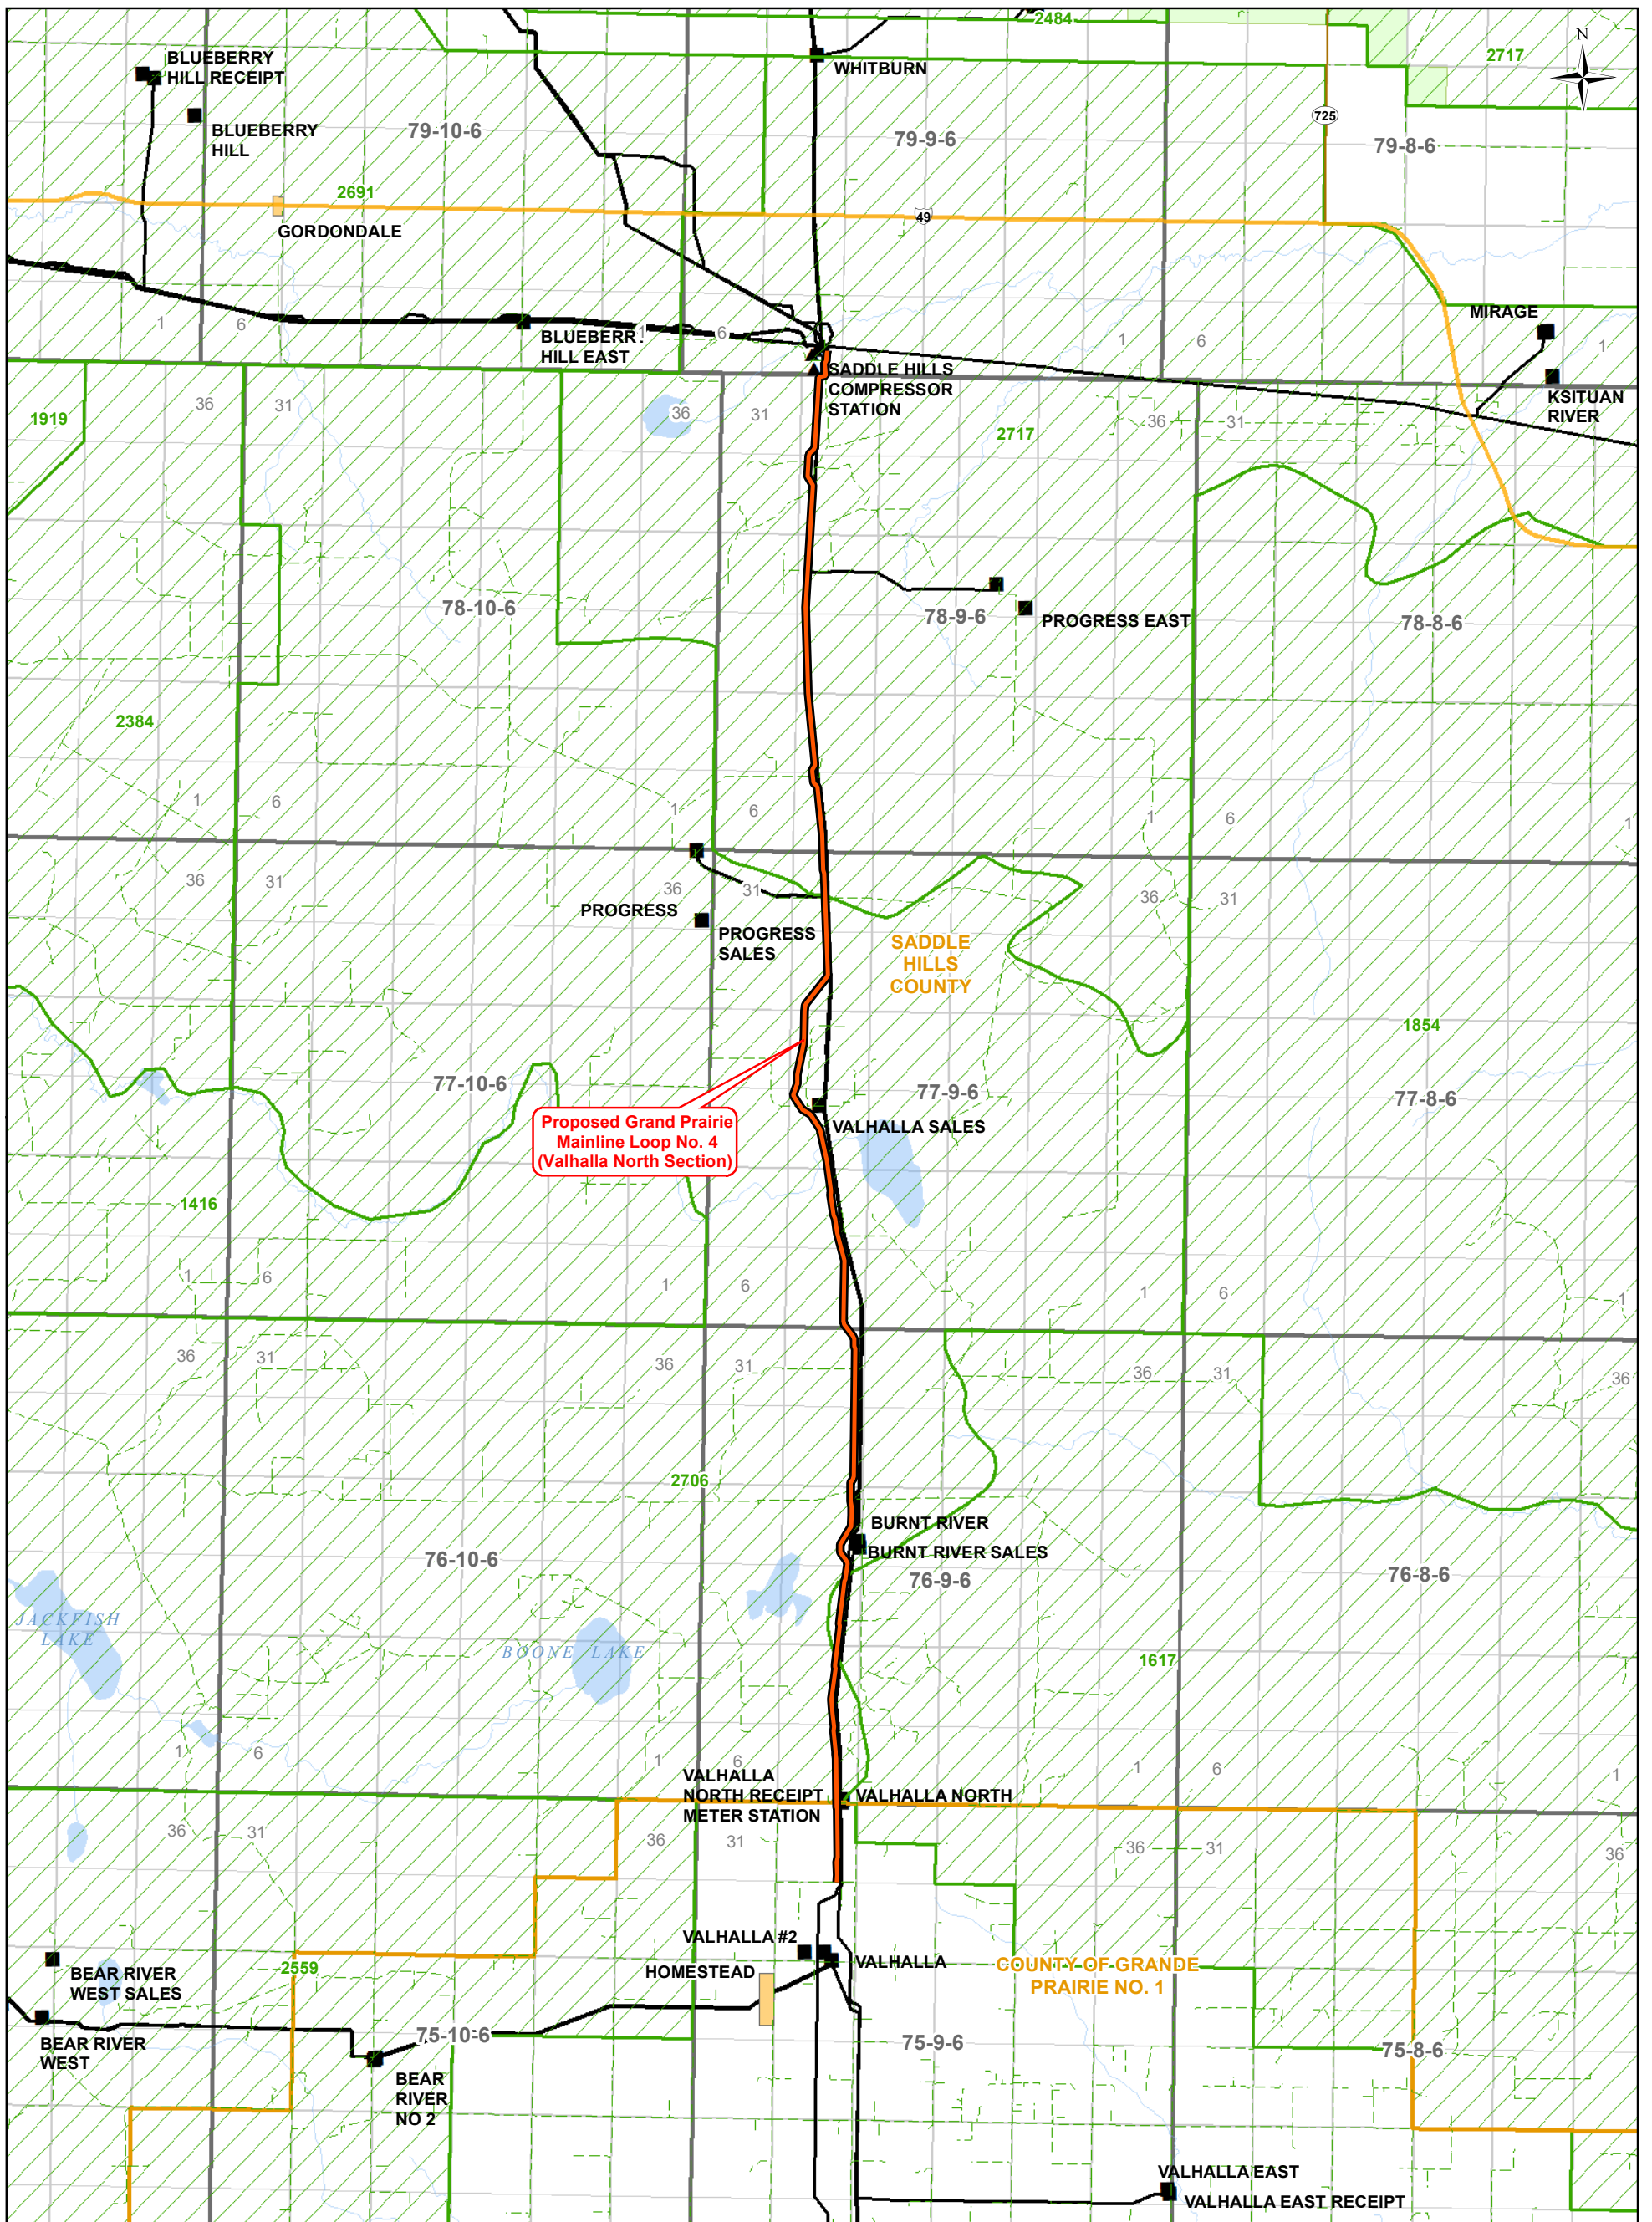 2484
N
BLUEBERRY
HILL RECEIPT
WHITBURN
2717
BLUEBERRY
HILL
79-10-6
79-9-6
725
79-8-6
2691
49
GORDONDALE
MIRAGE
1
6
BLUEBERR
HILL EAST
1
6
1
6
1
SADDLE HILLS
COMPRESSOR
STATION
KSITUAN
RIVER
1919
36
31
36
31
2717
36
31
78-10-6
78-9-6
PROGRESS EAST
78-8-6
2384
1
6
1
6
1
6
1
36
31
36
31
36
31
PROGRESS
PROGRESS
SALES
SADDLE
HILLS
COUNTY
1854
77-10-6
77-9-6
77-8-6
Proposed Grand Prairie
Mainline Loop No. 4
(Valhalla North Section)
VALHALLA SALES
1416
1
6
1
6
1
6
1
36
31
36
31
36
31
36
2706
BURNT RIVER
BURNT RIVER SALES
76-10-6
76-9-6
76-8-6
JACKFISH
LAKE
BOONE LAKE
1617
1
6
1
6
1
6
1
VALHALLA
NORTH RECEIPT
METER STATION
VALHALLA NORTH
36
31
36
31
36
31
36
VALHALLA #2
HOMESTEAD
VALHALLA
COUNTY OF GRANDE
PRAIRIE NO. 1
2559
BEAR RIVER
WEST SALES
BEAR RIVER
WEST
75-10-6
75-9-6
75-8-6
BEAR
RIVER
NO 2
VALHALLA EAST
VALHALLA EAST RECEIPT